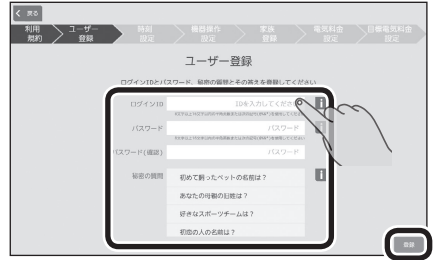 戻る
利用規約
ユーザー登録
時刻設定
機器操作設定
家族登録
電気料金設定
目標電気料金設定
ユーザー登録
ログインIDとパスワード、秘密の質問とその答えを登録してください
ログインID
IDを入力してください
パスワード
パスワード
パスワード(確認)
パスワード
秘密の質問
初めて飼ったペットの名前は？
あなたの母親の旧姓は？
好きなスポーツチームは？
初恋の人の名前は？
登録